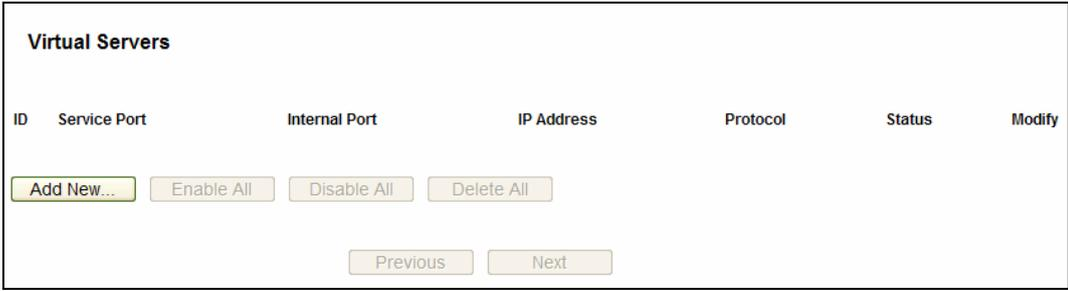 Virtual Servers
ID Service Port Internal Port IP Address Protocol Status Modify
Add New... Enable All Disable All Delete All
Previous Next